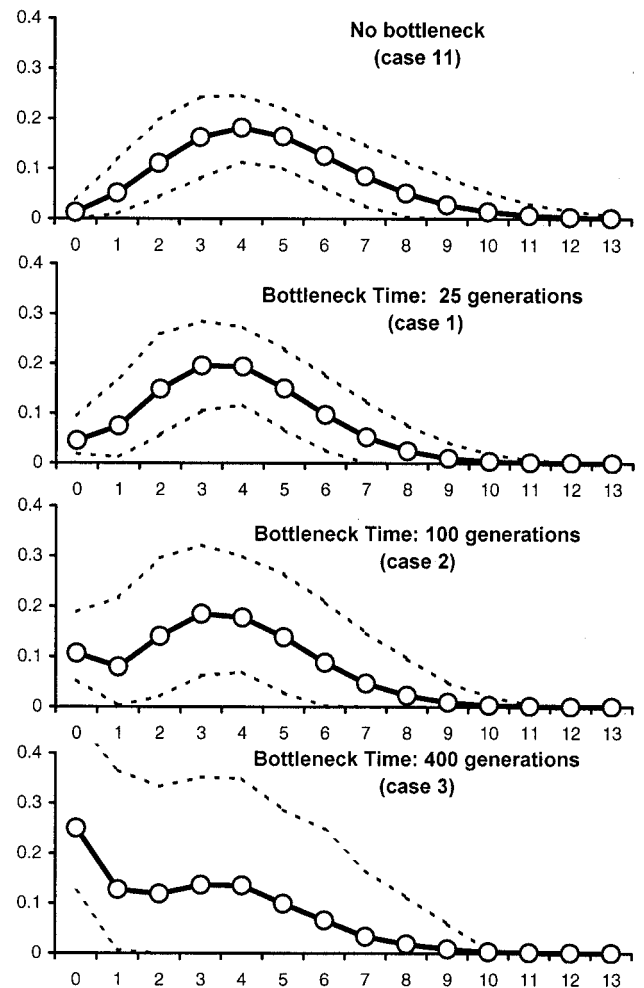 No bottleneck
(case 11)
0.4
0.3
0.2
0.1
0
0 1 2 3 4 5 6 7 8 9 10 11 12 13
Bottleneck Time: 25 generations
(case 1)
0.4
0.3
0.2
0.1
0
0 1 2 3 4 5 6 7 8 9 10 11 12 13
Bottleneck Time: 100 generations
(case 2)
0.4
0.3
0.2
0.1
0
0 1 2 3 4 5 6 7 8 9 10 11 12 13
Bottleneck Time: 400 generations
(case 3)
0.4
0.3
0.2
0.1
0
0 1 2 3 4 5 6 7 8 9 10 11 12 13